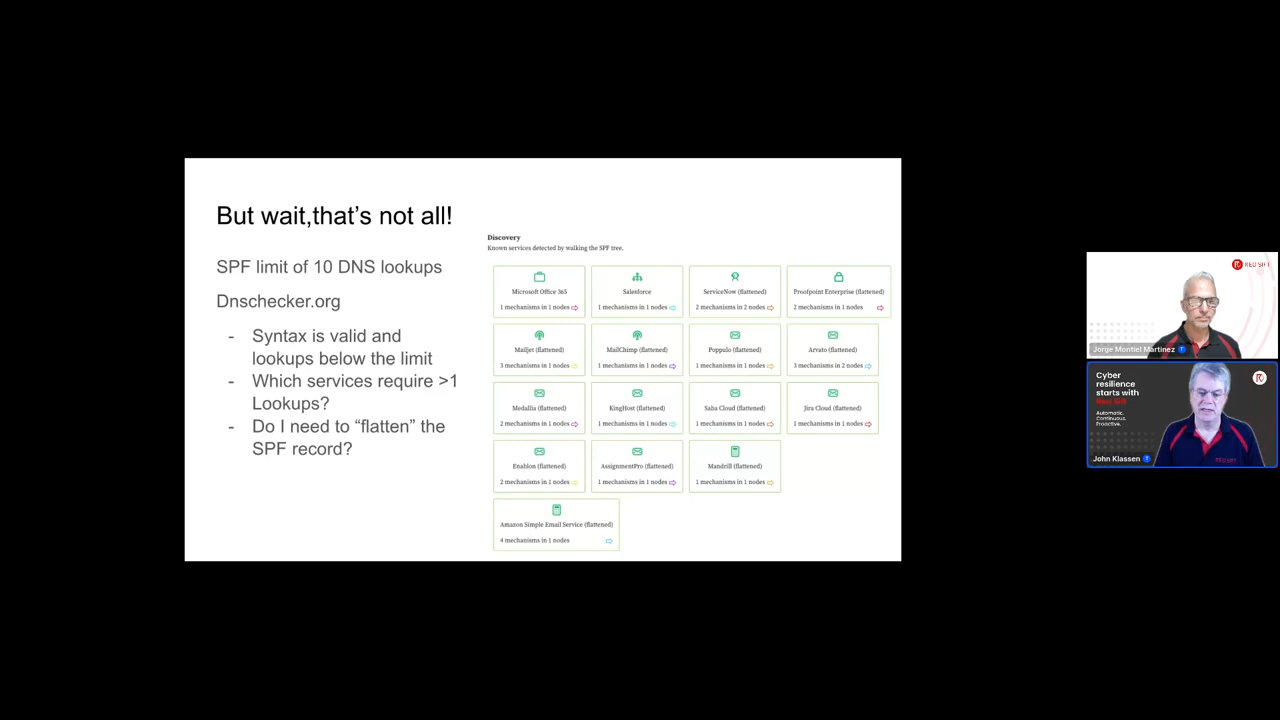 But wait,that's not all!
SPF limit of 10 DNS lookups
Dnschecker.org
- Syntax is valid and
lookups below the limit
- Which services require >1
Lookups?
- Do I need to “flatten” the
SPF record?
Discovery
Known services detected by walking the SPF tree.
Microsoft Office 365
1 mechanisms in 1 nodes
Salesforce
1 mechanisms in 1 nodes
ServiceNow (flattened)
2 mechanisms in 2 nodes
Proofpoint Enterprise (flattened)
2 mechanisms in 1 nodes
Mailjet (flattened)
3 mechanisms in 1 nodes
MailChimp (flattened)
1 mechanisms in 1 nodes
Poppulo (flattened)
1 mechanisms in 1 nodes
Arvato (flattened)
3 mechanisms in 2 nodes
Medallia (flattened)
2 mechanisms in 1 nodes
KingHost (flattened)
1 mechanisms in 1 nodes
Saba Cloud (flattened)
1 mechanisms in 1 nodes
Jira Cloud (flattened)
1 mechanisms in 1 nodes
Enablon (flattened)
2 mechanisms in 1 nodes
AssignmentPro (flattened)
1 mechanisms in 1 nodes
Mandrill (flattened)
1 mechanisms in 1 nodes
Amazon Simple Email Service (flattened)
4 mechanisms in 1 nodes
RED SIFT
Jorge Montiel Martinez
Cyber
resilience
starts with
Red Sift
Automatic.
Continuous.
Proactive.
RED SIFT
John Klassen